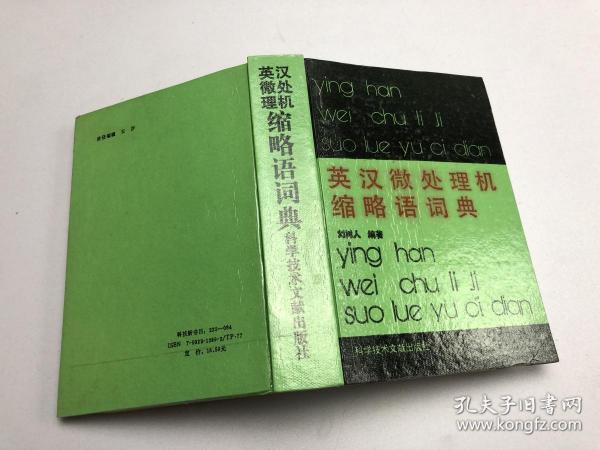 ying han
wei chu li ji
suo lue yu ci dian
英汉微处理机
缩略语词典
编著
ying han
wei chu li ji
suo lue yu ci dian
科学技术文献出版社
英汉
微处
理机
缩略语词典
科学技术文献出版社
孔夫子旧书网
www.kongfz.com